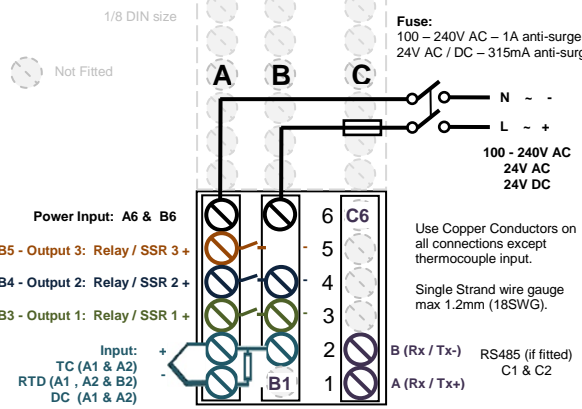 1/8 DIN size
Not Fitted
A B C
Fuse:
100 – 240V AC – 1A anti-surge
24V AC / DC – 315mA anti-surg
N ~ -
L ~ +
100 - 240V AC
24V AC
24V DC
Power Input: A6 & B6
6 C6
B5 - Output 3: Relay / SSR 3 + - 5
B4 - Output 2: Relay / SSR 2 + - 4
B3 - Output 1: Relay / SSR 1 + - 3
Use Copper Conductors on
all connections except
thermocouple input.
Single Strand wire gauge
max 1.2mm (18SWG).
Input: + 2 B (Rx / Tx-)
TC (A1 & A2)
RTD (A1 , A2 & B2) - B1 1 A (Rx / Tx+)
DC (A1 & A2)
RS485 (if fitted)
C1 & C2